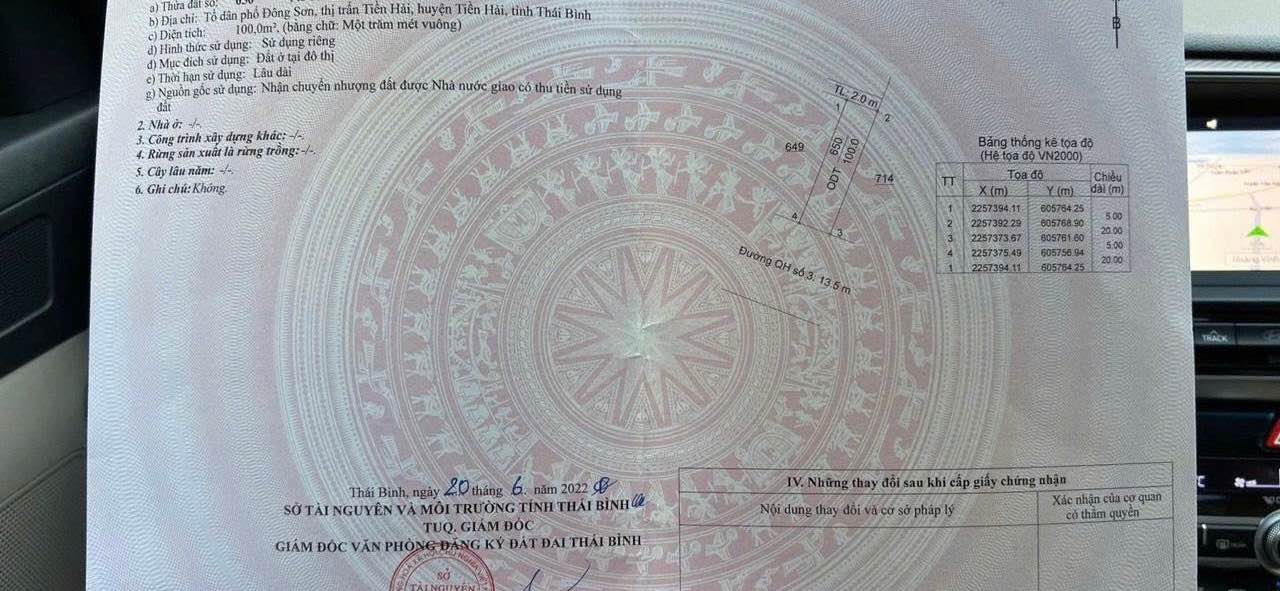 a) Thửa đất số: 650
b) Địa chỉ: Tổ dân phố Đông Sơn, thị trấn Tiền Hải, huyện Tiền Hải, tỉnh Thái Bình
c) Diện tích: 100,0m², (bằng chữ: Một trăm mét vuông)
d) Hình thức sử dụng: Sử dụng riêng
đ) Mục đích sử dụng: Đất ở tại đô thị
e) Thời hạn sử dụng: Lâu dài
g) Nguồn gốc sử dụng: Nhận chuyển nhượng đất được Nhà nước giao có thu tiền sử dụng
đất
2. Nhà ở: -/-.
3. Công trình xây dựng khác: -/-.
4. Rừng sản xuất là rừng trồng: -/-.
5. Cây lâu năm: -/-.
6. Ghi chú: Không.
B
TL: 2.0 m
1
2
649
ODT 650
100.0
714
4
3
Đường QH số 3, 13.5 m
Bảng thống kê tọa độ
(Hệ tọa độ VN2000)
TT Tọa độ Chiều dài (m)
X (m) Y (m)
1 2257394.11 605764.25
5.00
2 2257392.29 605768.90
20.00
3 2257373.67 605761.60
5.00
4 2257375.49 605756.94
20.00
1 2257394.11 605764.25
Thái Bình, ngày 20 tháng 6. năm 2022
SỞ TÀI NGUYÊN VÀ MÔI TRƯỜNG TỈNH THÁI BÌNH
TUQ. GIÁM ĐỐC
GIÁM ĐỐC VĂN PHÒNG ĐĂNG KÝ ĐẤT ĐAI THÁI BÌNH
SỞ
TÀI NGUYÊN
IV. Những thay đổi sau khi cấp giấy chứng nhận
Nội dung thay đổi và cơ sở pháp lý
Xác nhận của cơ quan
có thẩm quyền
TRACK